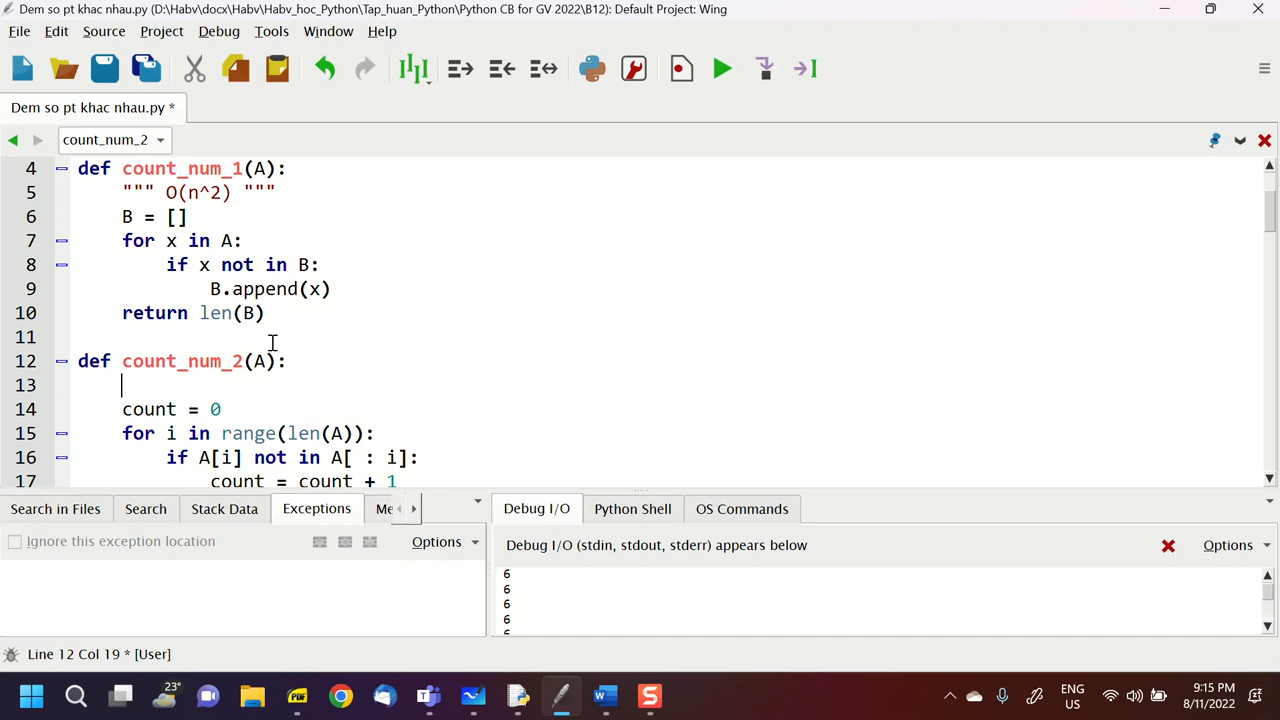 Dem so pt khac nhau.py (D:\Habv\docx\Habv\Habv_hoc_Python\Tap_huan_Python\Python CB for GV 2022\B12): Default Project: Wing
File Edit Source Project Debug Tools Window Help
Dem so pt khac nhau.py *
count_num_2
4 def count_num_1(A):
5 """ O(n^2) """
6 B = []
7 for x in A:
8 if x not in B:
9 B.append(x)
10 return len(B)
11
12 def count_num_2(A):
13
14 count = 0
15 for i in range(len(A)):
16 if A[i] not in A[ : i]:
17 count = count + 1
Search in Files Search Stack Data Exceptions Me
Debug I/O Python Shell OS Commands
Ignore this exception location Options
Debug I/O (stdin, stdout, stderr) appears below Options
6
6
6
6
6
Line 12 Col 19 * [User]
23°
PDF
ENG
US
9:15 PM
8/11/2022